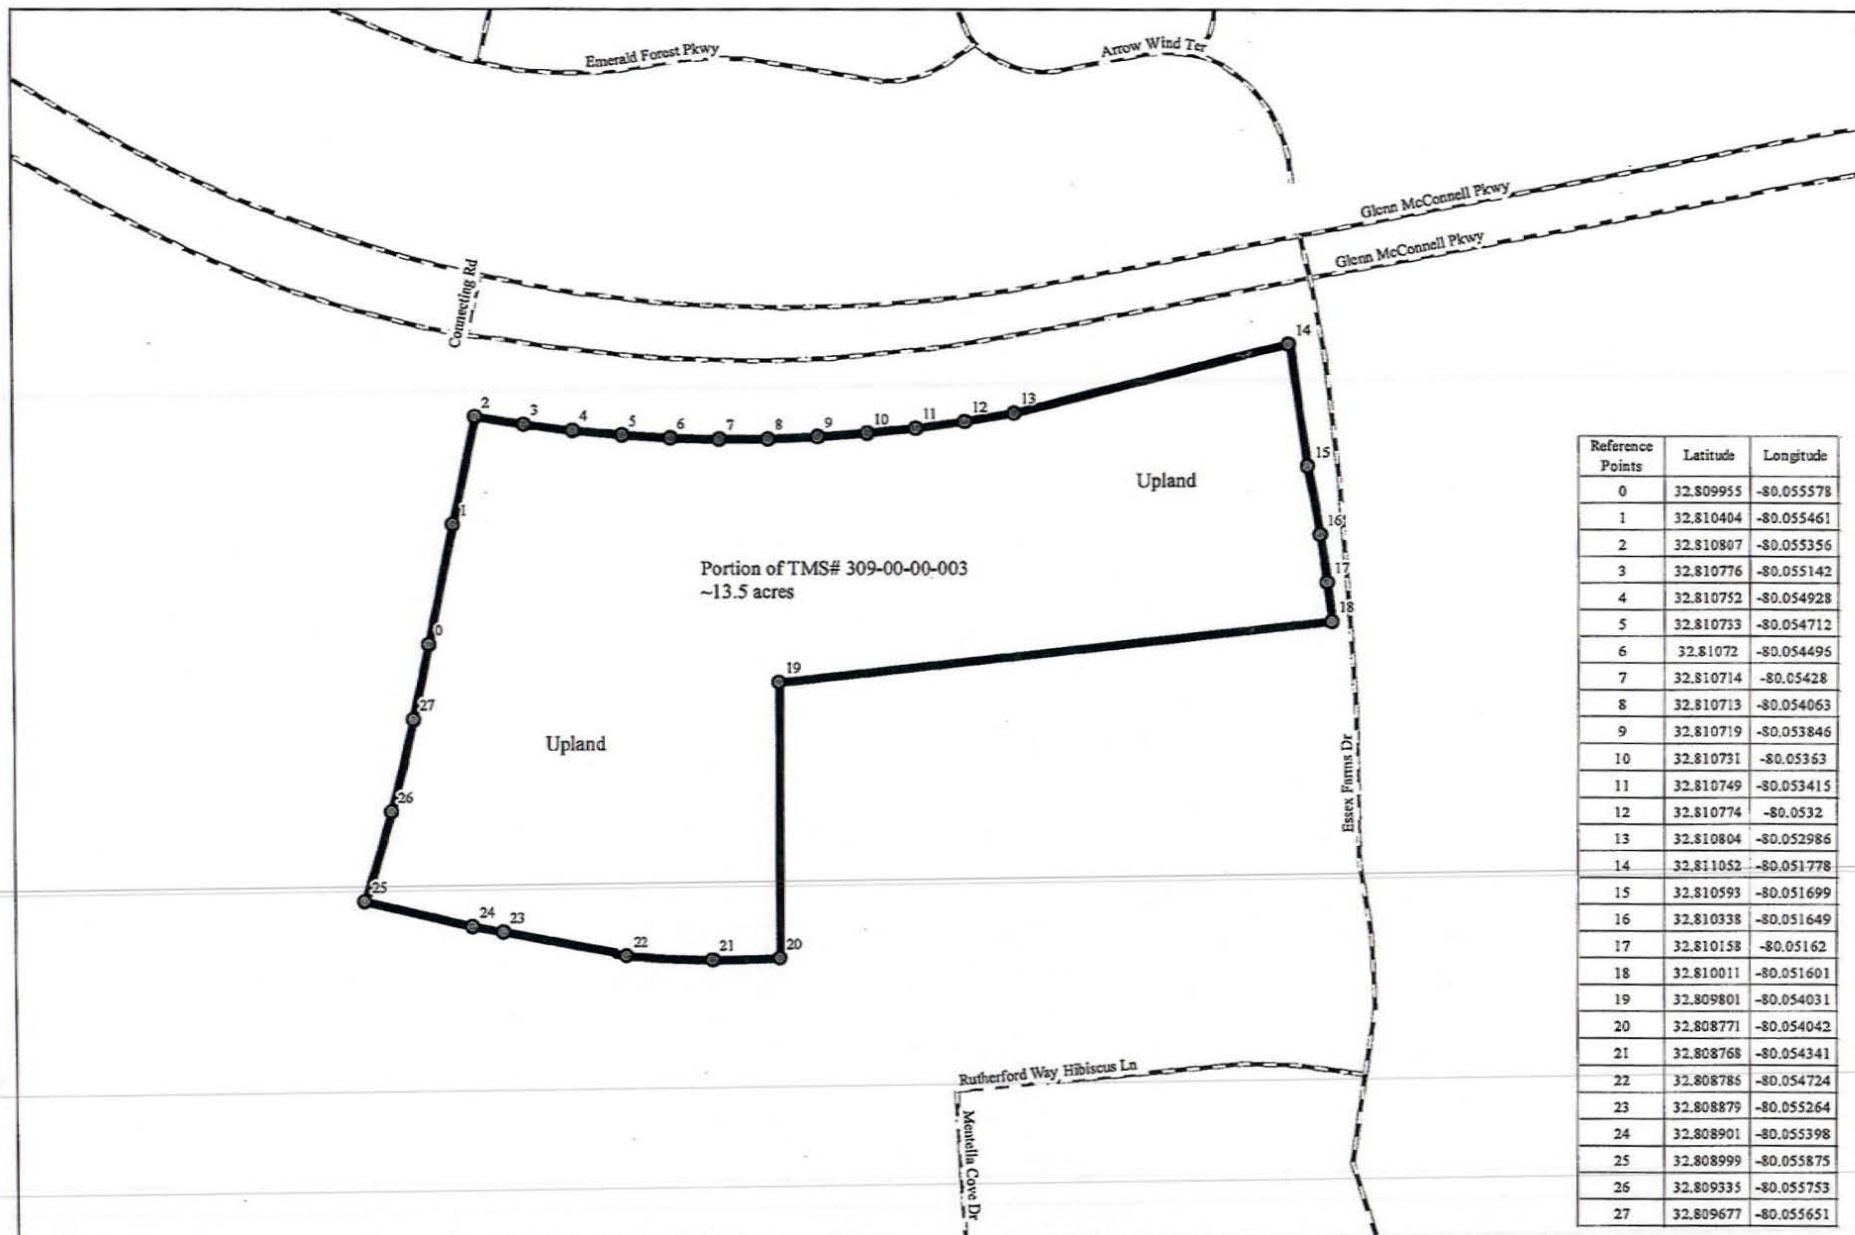 Emerald Forest Pkwy
Arrow Wind Ter
Glenn McConnell Pkwy
Glenn McConnell Pkwy
Connecting Rd
14
2
3
4
5
6
7
8
9
10
11
12
13
15
Upland
1
16
Portion of TMS# 309-00-00-003
~13.5 acres
17
18
0
19
27
Upland
26
Essex Farms Dr
25
24
23
22
21
20
Rutherford Way Hibiscus Ln
Mentella Cove Dr
Reference Points Latitude Longitude
0 32.809955 -80.055578
1 32.810404 -80.055461
2 32.810807 -80.055356
3 32.810776 -80.055142
4 32.810752 -80.054928
5 32.810733 -80.054712
6 32.81072 -80.054496
7 32.810714 -80.05428
8 32.810713 -80.054063
9 32.810719 -80.053846
10 32.810731 -80.05363
11 32.810749 -80.053415
12 32.810774 -80.0532
13 32.810804 -80.052986
14 32.811052 -80.051778
15 32.810593 -80.051699
16 32.810338 -80.051649
17 32.810158 -80.05162
18 32.810011 -80.051601
19 32.809801 -80.054031
20 32.808771 -80.054042
21 32.808768 -80.054341
22 32.808786 -80.054724
23 32.808879 -80.055264
24 32.808901 -80.055398
25 32.808999 -80.055875
26 32.809335 -80.055753
27 32.809677 -80.055651